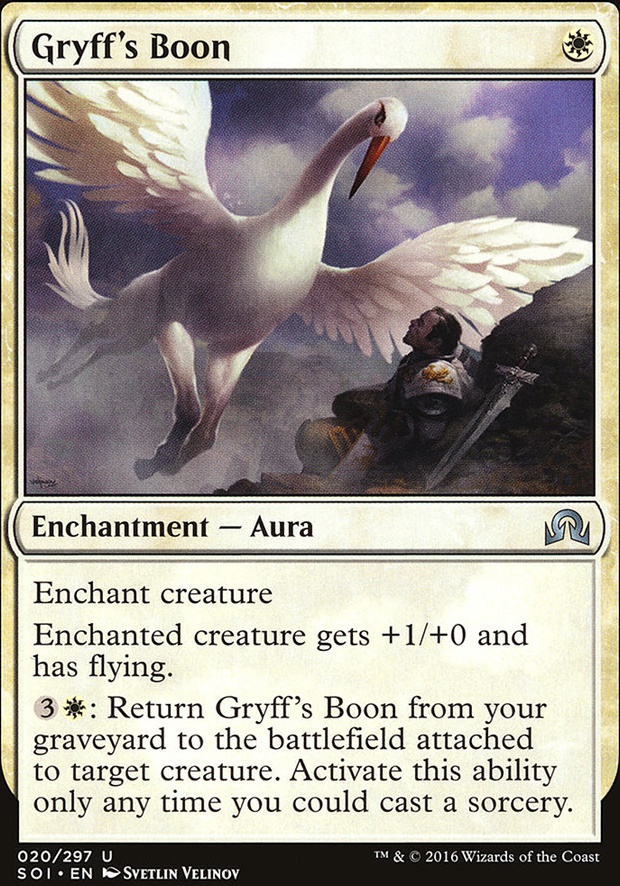 Gryff's Boon
Enchantment — Aura
Enchant creature
Enchanted creature gets +1/+0 and
has flying.
3: Return Gryff's Boon from your
graveyard to the battlefield attached
to target creature. Activate this ability
only any time you could cast a sorcery.
020/297 U
SOI • EN Svetlin Velinov
™ & © 2016 Wizards of the Coast